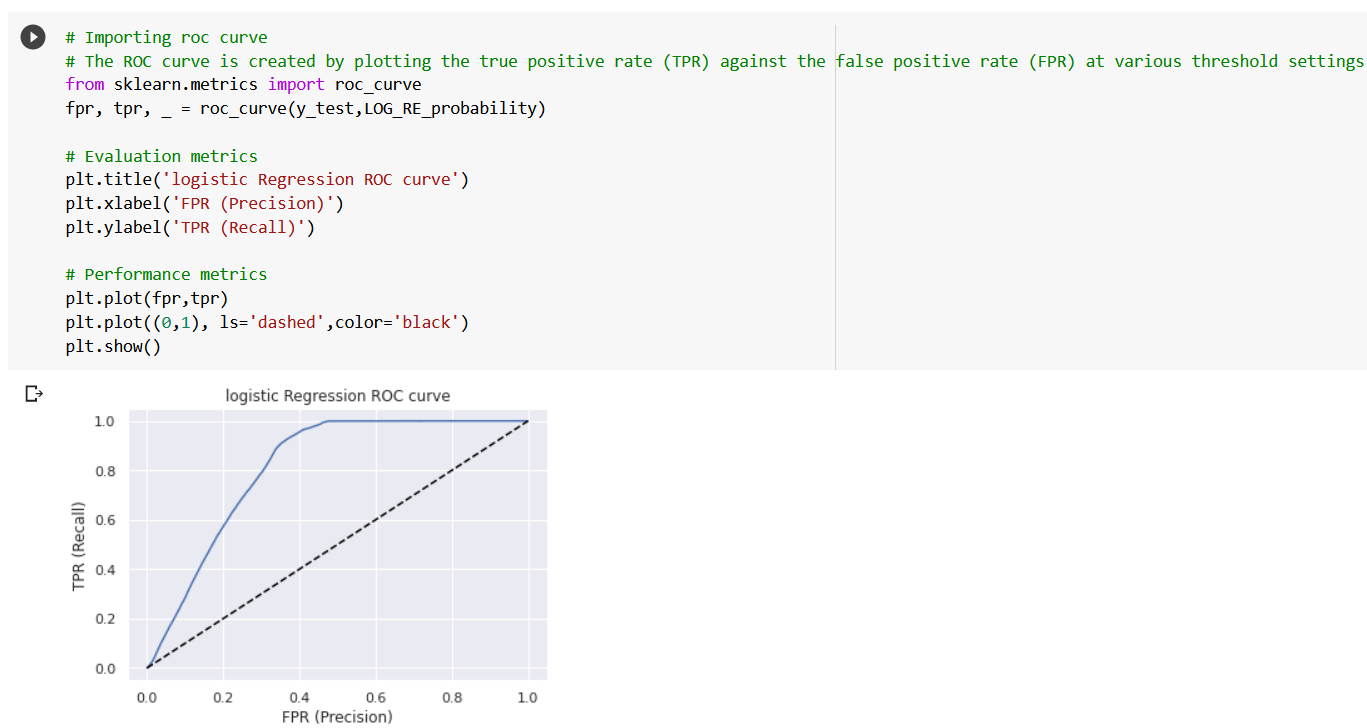 # Importing roc curve
# The ROC curve is created by plotting the true positive rate (TPR) against the false positive rate (FPR) at various threshold settings
from sklearn.metrics import roc_curve
fpr, tpr, _ = roc_curve(y_test,LOG_RE_probability)
# Evaluation metrics
plt.title('logistic Regression ROC curve')
plt.xlabel('FPR (Precision)')
plt.ylabel('TPR (Recall)')
# Performance metrics
plt.plot(fpr,tpr)
plt.plot((0,1), ls='dashed',color='black')
plt.show()
logistic Regression ROC curve
TPR (Recall)
1.0
0.8
0.6
0.4
0.2
0.0
0.0 0.2 0.4 0.6 0.8 1.0
FPR (Precision)